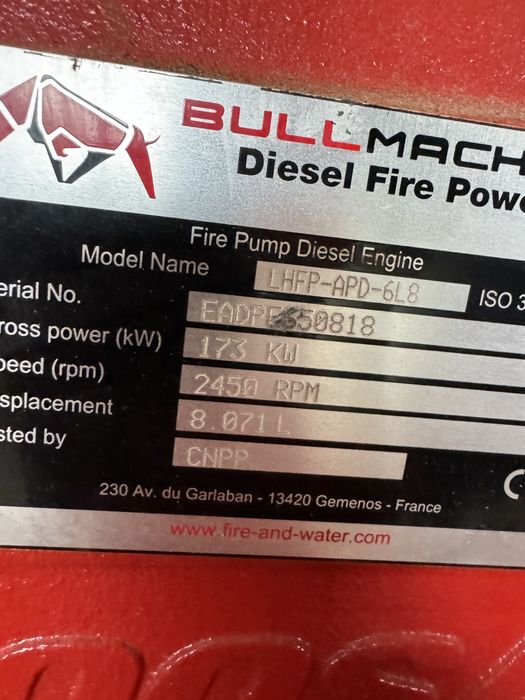 BULLMACH
Diesel Fire Powe
Fire Pump Diesel Engine
Model Name LHFP-APD-6L8 ISO 3
erial No.
ross power (kW) 173 KW
peed (rpm) 2450 RPM
splacement 8.071L
sted by CNPP
230 Av. du Garlaban - 13420 Gemenos - France
www.fire-and-water.com